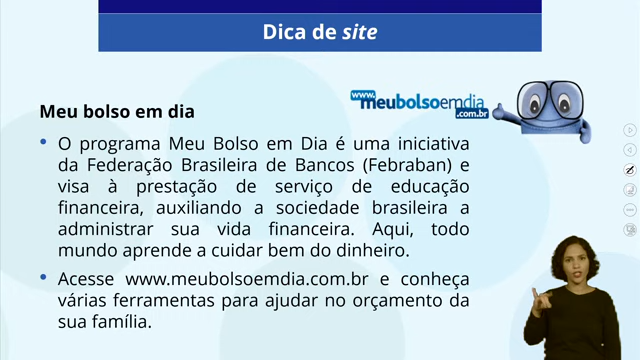 Dica de site
www.
meubolsoemdia
.com.br
Meu bolso em dia
• O programa Meu Bolso em Dia é uma iniciativa
da Federação Brasileira de Bancos (Febraban) e
visa à prestação de serviço de educação
financeira, auxiliando a sociedade brasileira a
administrar sua vida financeira. Aqui, todo
mundo aprende a cuidar bem do dinheiro.
• Acesse www.meubolsoemdia.com.br e conheça
várias ferramentas para ajudar no orçamento da
sua família.